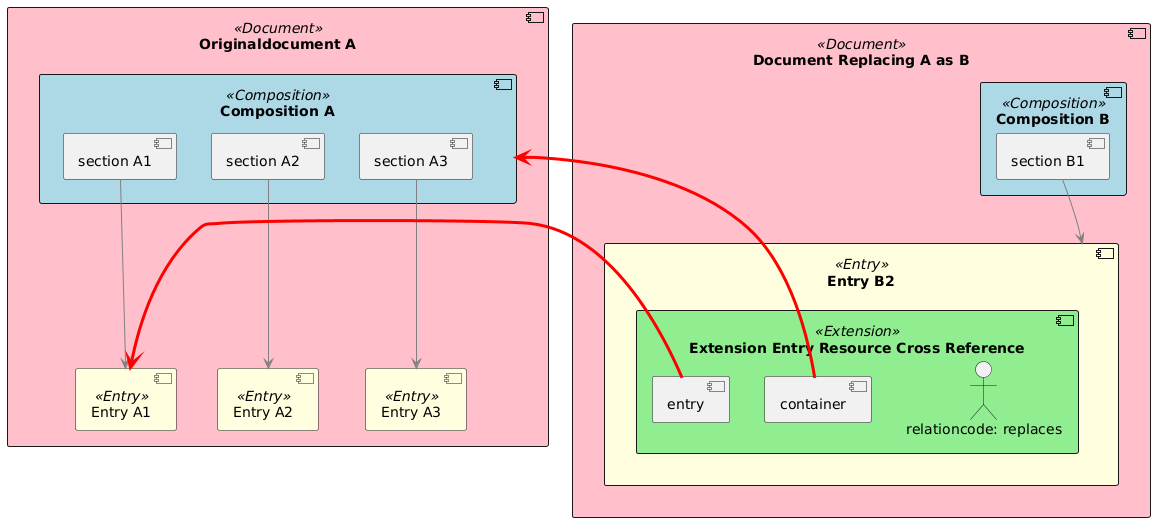 «Document»
Originaldocument A
«Composition»
Composition A
section A1
section A2
section A3
«Entry»
Entry A1
«Entry»
Entry A2
«Entry»
Entry A3
«Document»
Document Replacing A as B
«Composition»
Composition B
section B1
«Entry»
Entry B2
«Extension»
Extension Entry Resource Cross Reference
entry
container
relationcode: replaces